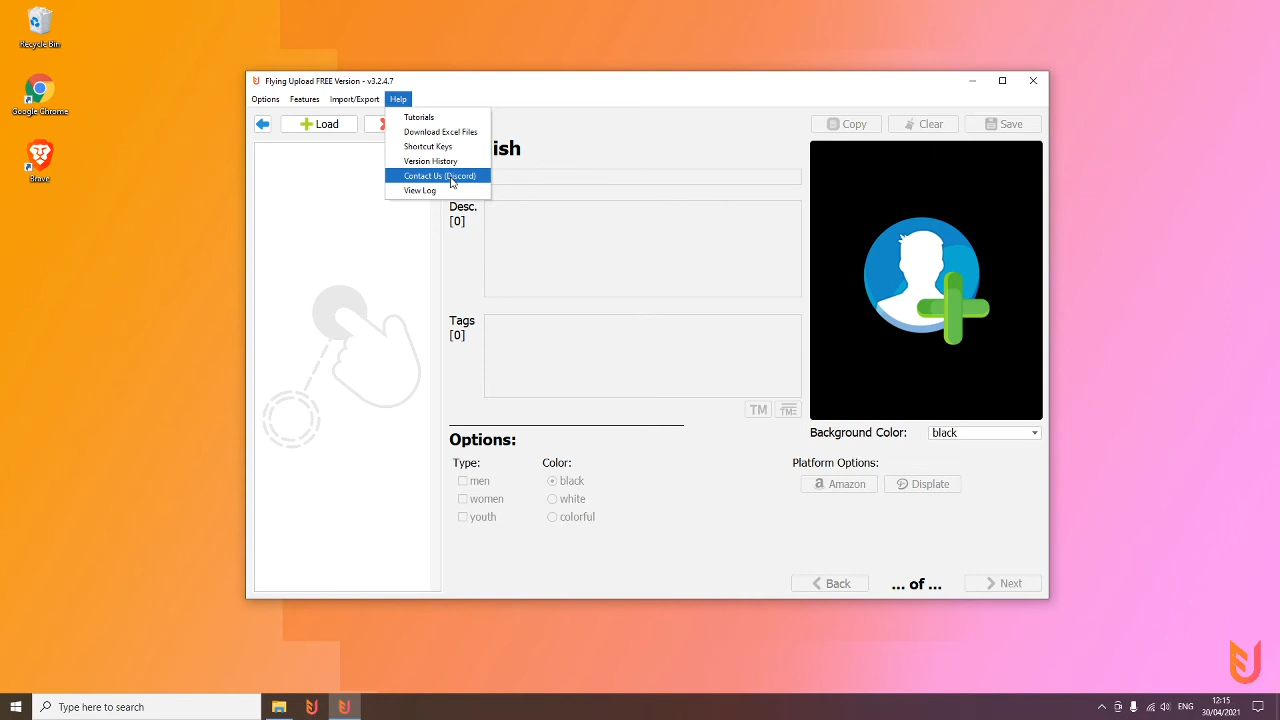 Recycle Bin
Google Chrome
Brave
Flying Upload FREE Version - v3.2.4.7
Options Features Import/Export Help
Tutorials
Download Excel Files
Shortcut Keys
Version History
Contact Us (Discord)
View Log
Load
Copy Clear Save
ish
Desc.
[0]
Tags
[0]
TM
Options:
Type: Color:
men black
women white
youth colorful
Background Color: black
Platform Options:
Amazon Displate
Back ... of ... Next
Type here to search
ENG
12:15
30/04/2021